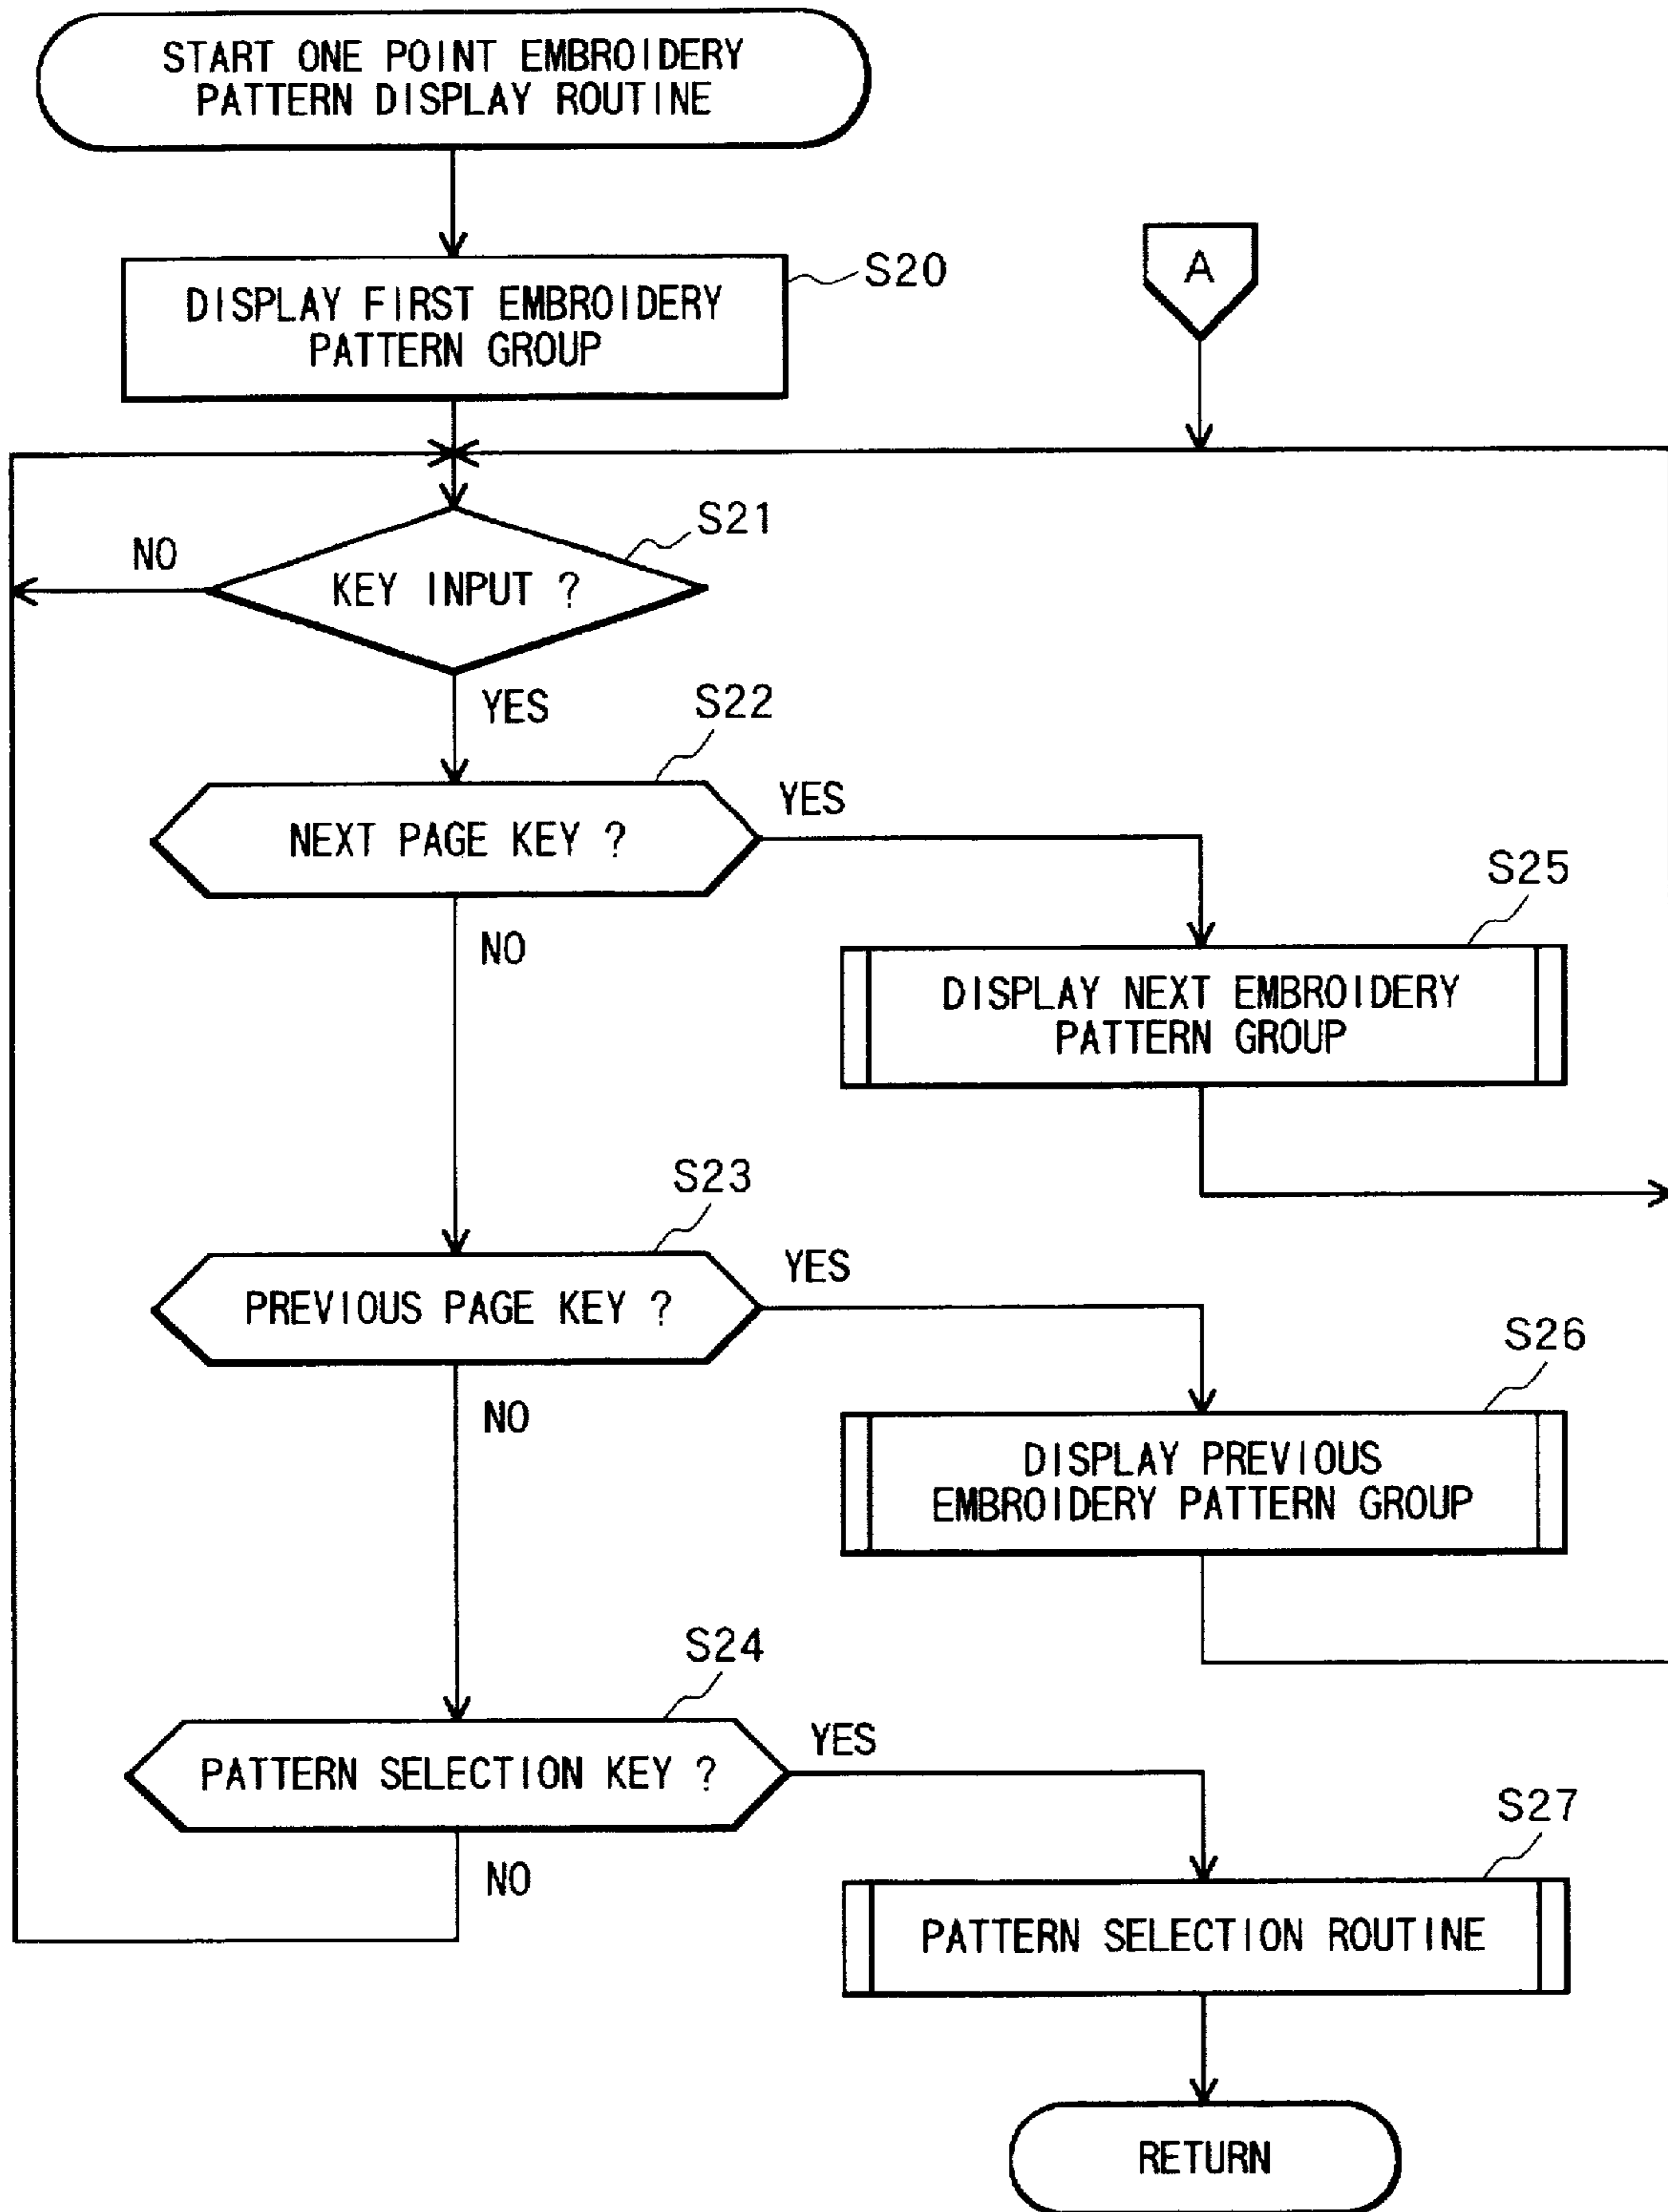 START ONE POINT EMBROIDERY
PATTERN DISPLAY ROUTINE
S20
DISPLAY FIRST EMBROIDERY
PATTERN GROUP
A
S21
NO
KEY INPUT ?
YES
S22
NEXT PAGE KEY ?
YES
NO
S25
DISPLAY NEXT EMBROIDERY
PATTERN GROUP
S23
PREVIOUS PAGE KEY ?
YES
NO
S26
DISPLAY PREVIOUS
EMBROIDERY PATTERN GROUP
S24
PATTERN SELECTION KEY ?
YES
NO
S27
PATTERN SELECTION ROUTINE
RETURN